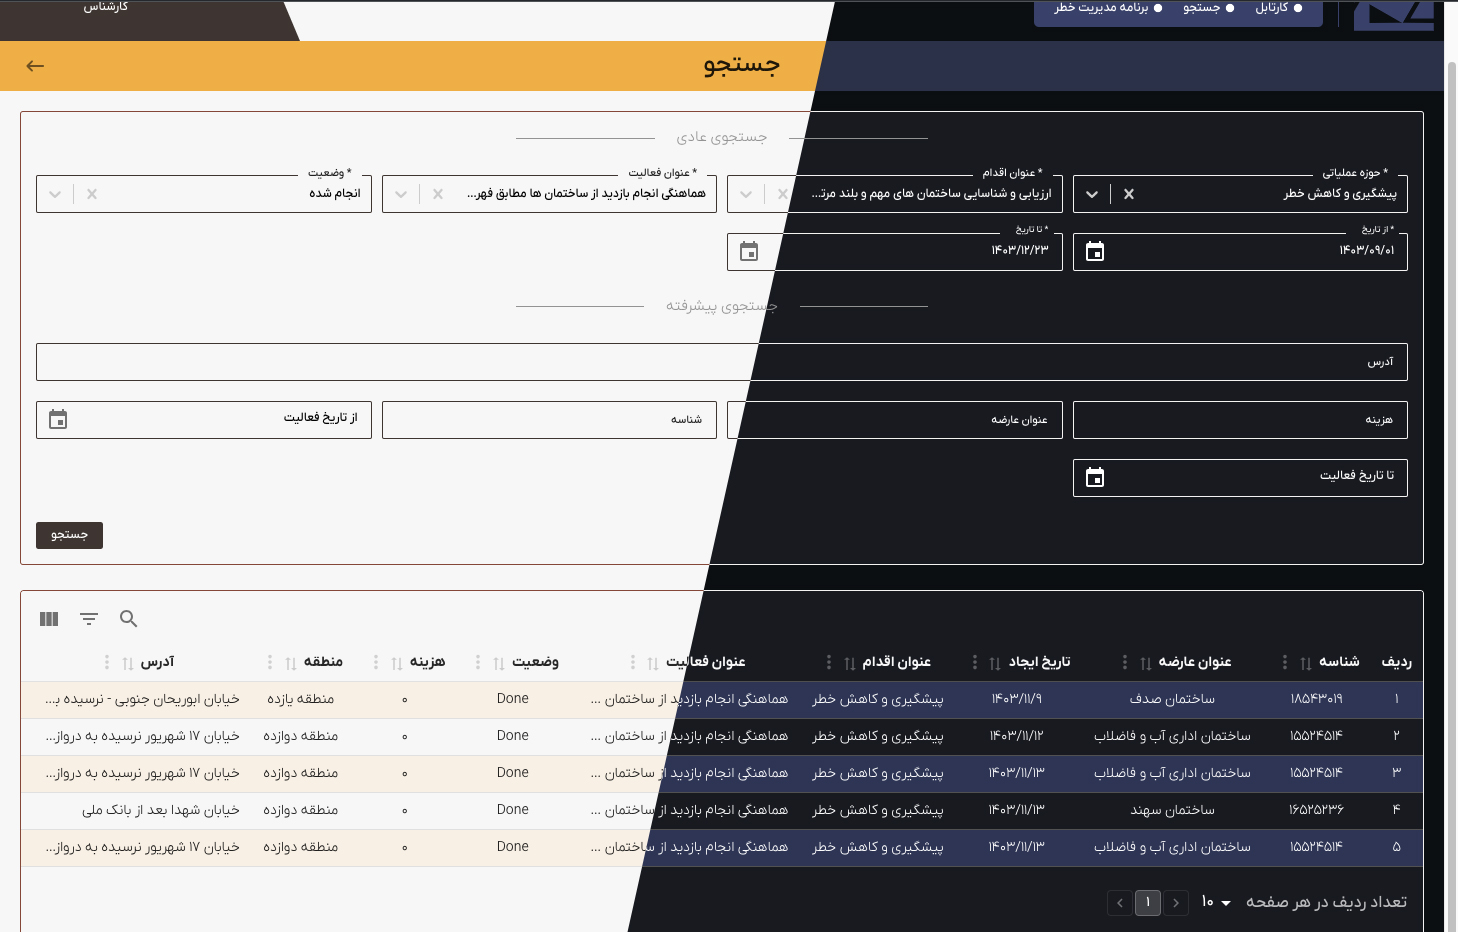 کارتابل جستجو برنامه مدیریت خطر کارشناس
جستجو
جستجوی عادی
* حوزه عملیاتی * عنوان اقدام * عنوان فعالیت * وضعیت
پیشگیری و کاهش خطر ارزیابی و شناسایی ساختمان های مهم و بلند مرتـ... هماهنگی انجام بازدید از ساختمان ها مطابق فهر... انجام شده
* از تاریخ * تا تاریخ
۱۴۰۳/۰۹/۰۱ ۱۴۰۳/۱۲/۲۳
جستجوی پیشرفته
آدرس
هزینه عنوان عارضه شناسه از تاریخ فعالیت
تا تاریخ فعالیت
جستجو
ردیف شناسه عنوان عارضه تاریخ ایجاد عنوان اقدام عنوان فعالیت وضعیت هزینه منطقه آدرس
۱ ۱۸۵۴۳۰۱۹ ساختمان صدف ۱۴۰۳/۱۱/۹ پیشگیری و کاهش خطر هماهنگی انجام بازدید از ساختمان ... Done ۰ منطقه یازده خیابان ابوریحان جنوبی - نرسیده بـ...
۲ ۱۵۵۲۴۵۱۴ ساختمان اداری آب و فاضلاب ۱۴۰۳/۱۱/۱۲ پیشگیری و کاهش خطر هماهنگی انجام بازدید از ساختمان ... Done ۰ منطقه دوازده خیابان ۱۷ شهریور نرسیده به درواز...
۳ ۱۵۵۲۴۵۱۴ ساختمان اداری آب و فاضلاب ۱۴۰۳/۱۱/۱۳ پیشگیری و کاهش خطر هماهنگی انجام بازدید از ساختمان ... Done ۰ منطقه دوازده خیابان ۱۷ شهریور نرسیده به درواز...
۴ ۱۶۵۲۵۲۳۶ ساختمان سهند ۱۴۰۳/۱۱/۱۳ پیشگیری و کاهش خطر هماهنگی انجام بازدید از ساختمان ... Done ۰ منطقه دوازده خیابان شهدا بعد از بانک ملی
۵ ۱۵۵۲۴۵۱۴ ساختمان اداری آب و فاضلاب ۱۴۰۳/۱۱/۱۳ پیشگیری و کاهش خطر هماهنگی انجام بازدید از ساختمان ... Done ۰ منطقه دوازده خیابان ۱۷ شهریور نرسیده به درواز...
تعداد ردیف در هر صفحه ۱۰ ۱